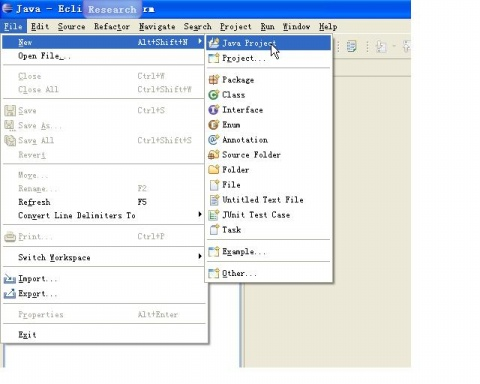 Java - Ecli Research rm
File Edit Source Refactor Navigate Search Project Run Window Help
New Alt+Shift+N
Open File...
Close Ctrl+W
Close All Ctrl+Shift+W
Save Ctrl+S
Save As...
Save All Ctrl+Shift+S
Revert
Move...
Rename... F2
Refresh F5
Convert Line Delimiters To
Print... Ctrl+P
Switch Workspace
Import...
Export...
Properties Alt+Enter
Exit
Java Project
Project...
Package
Class
Interface
Enum
Annotation
Source Folder
Folder
File
Untitled Text File
JUnit Test Case
Task
Example...
Other...